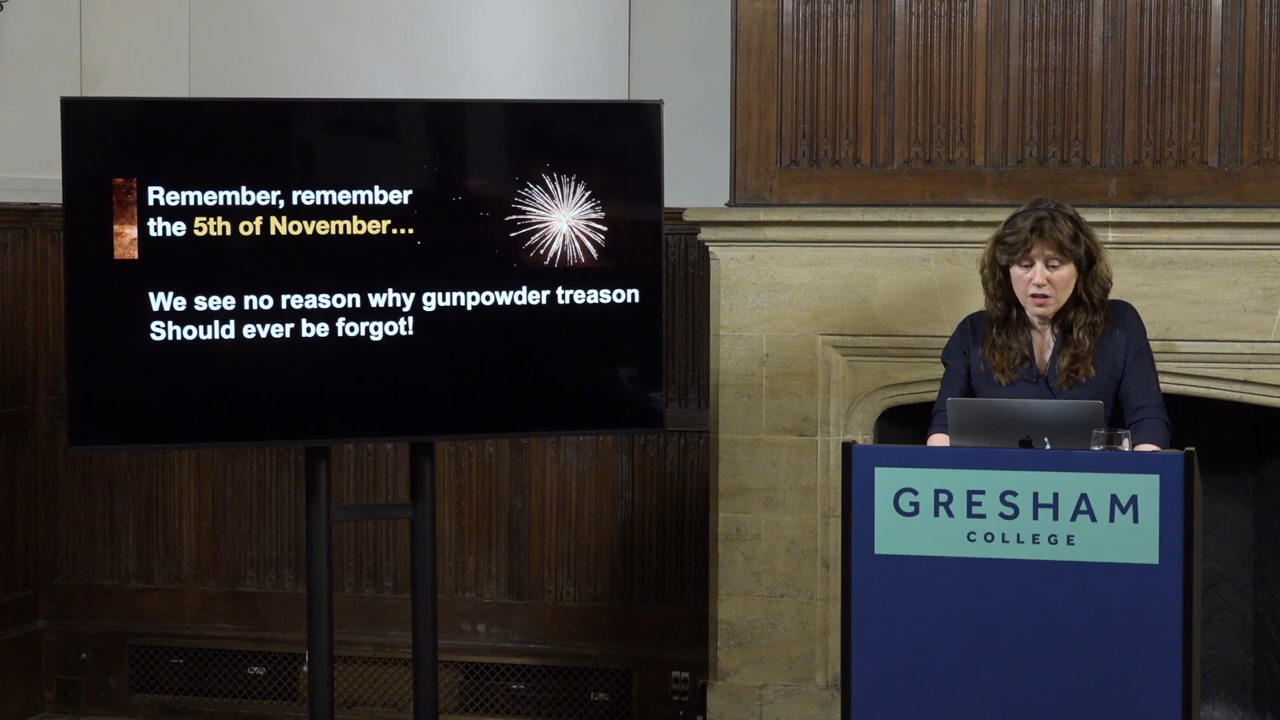 Remember, remember
the 5th of November...
We see no reason why gunpowder treason
Should ever be forgot!
GRESHAM
COLLEGE